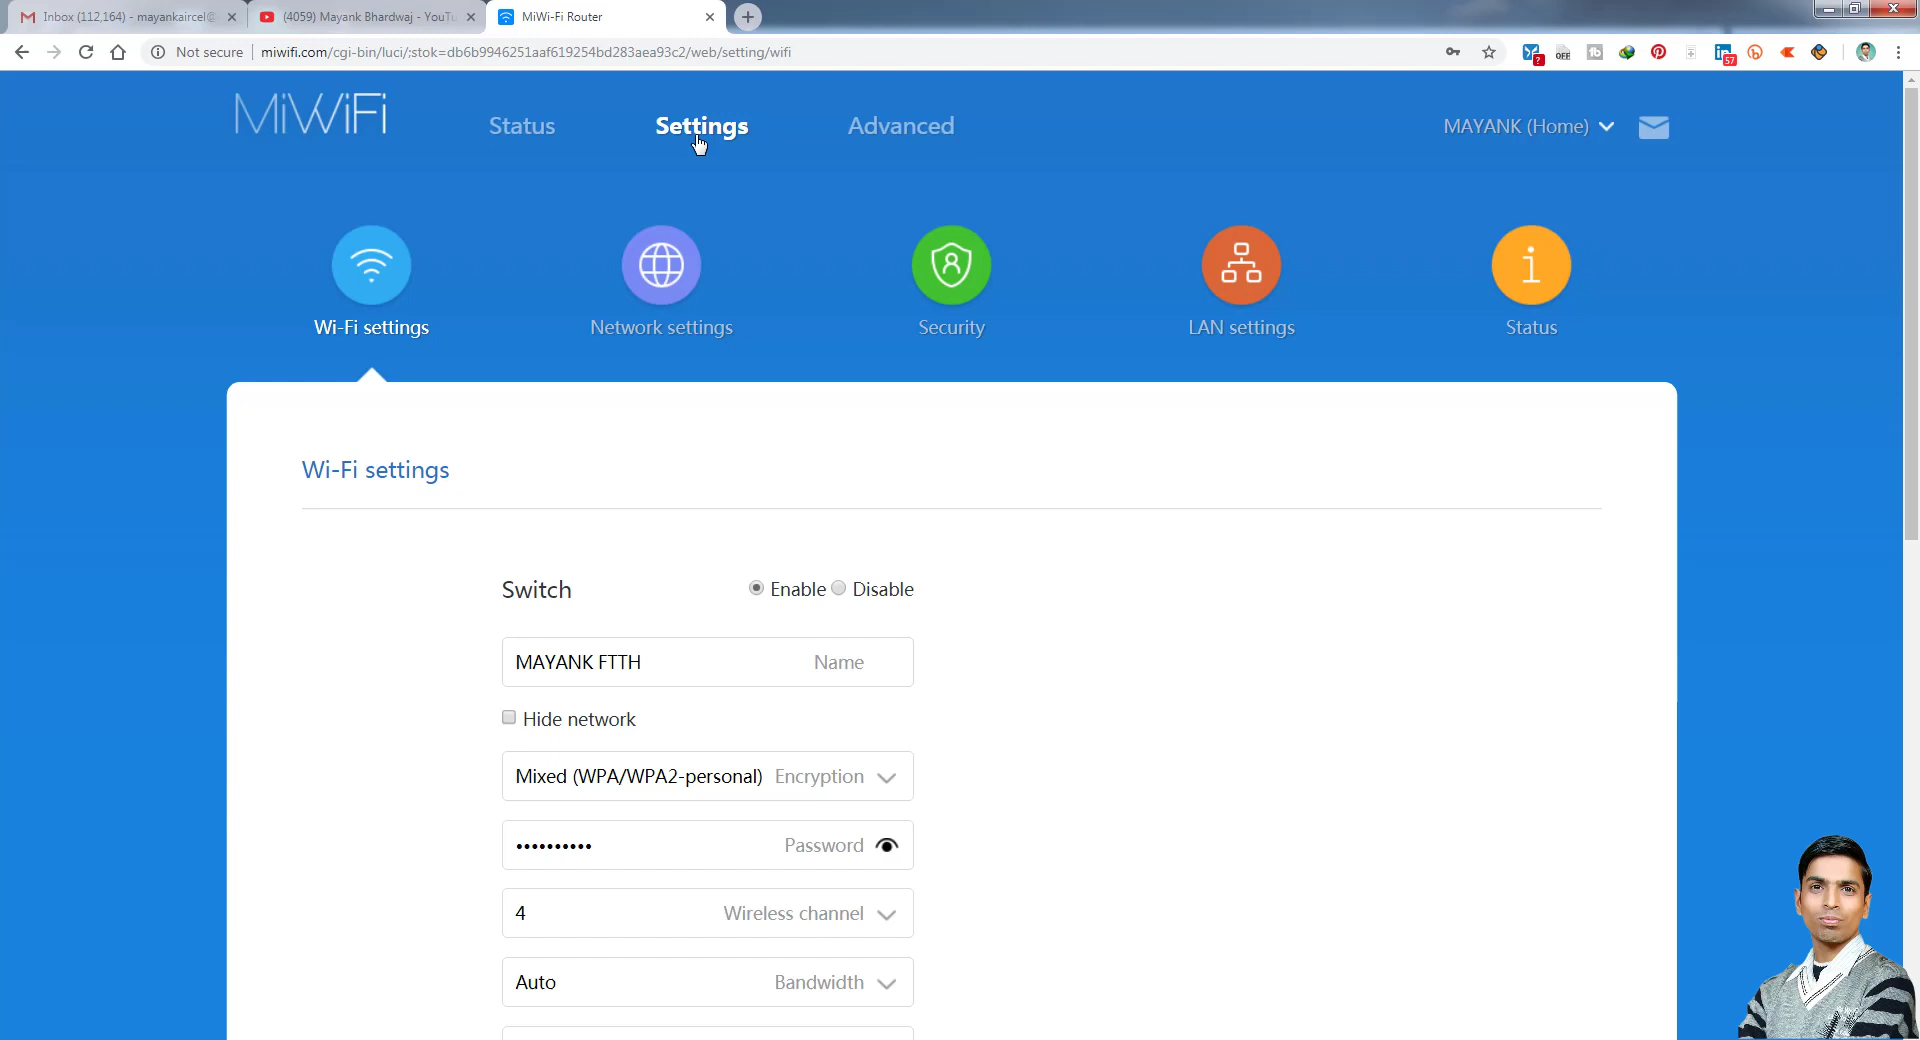 Inbox (112,164) - mayankaircel@
(4059) Mayank Bhardwaj - YouTu
MiWi-Fi Router
Not secure | miwifi.com/cgi-bin/luci/;stok=db6b9946251aaf619254bd283aea93c2/web/setting/wifi
?
OFF
57
MiWiFi
Status
Settings
Advanced
MAYANK (Home)
Wi-Fi settings
Network settings
Security
LAN settings
Status
Wi-Fi settings
Switch
Enable
Disable
MAYANK FTTH Name
Hide network
Mixed (WPA/WPA2-personal) Encryption
•••••••••• Password
4 Wireless channel
Auto Bandwidth